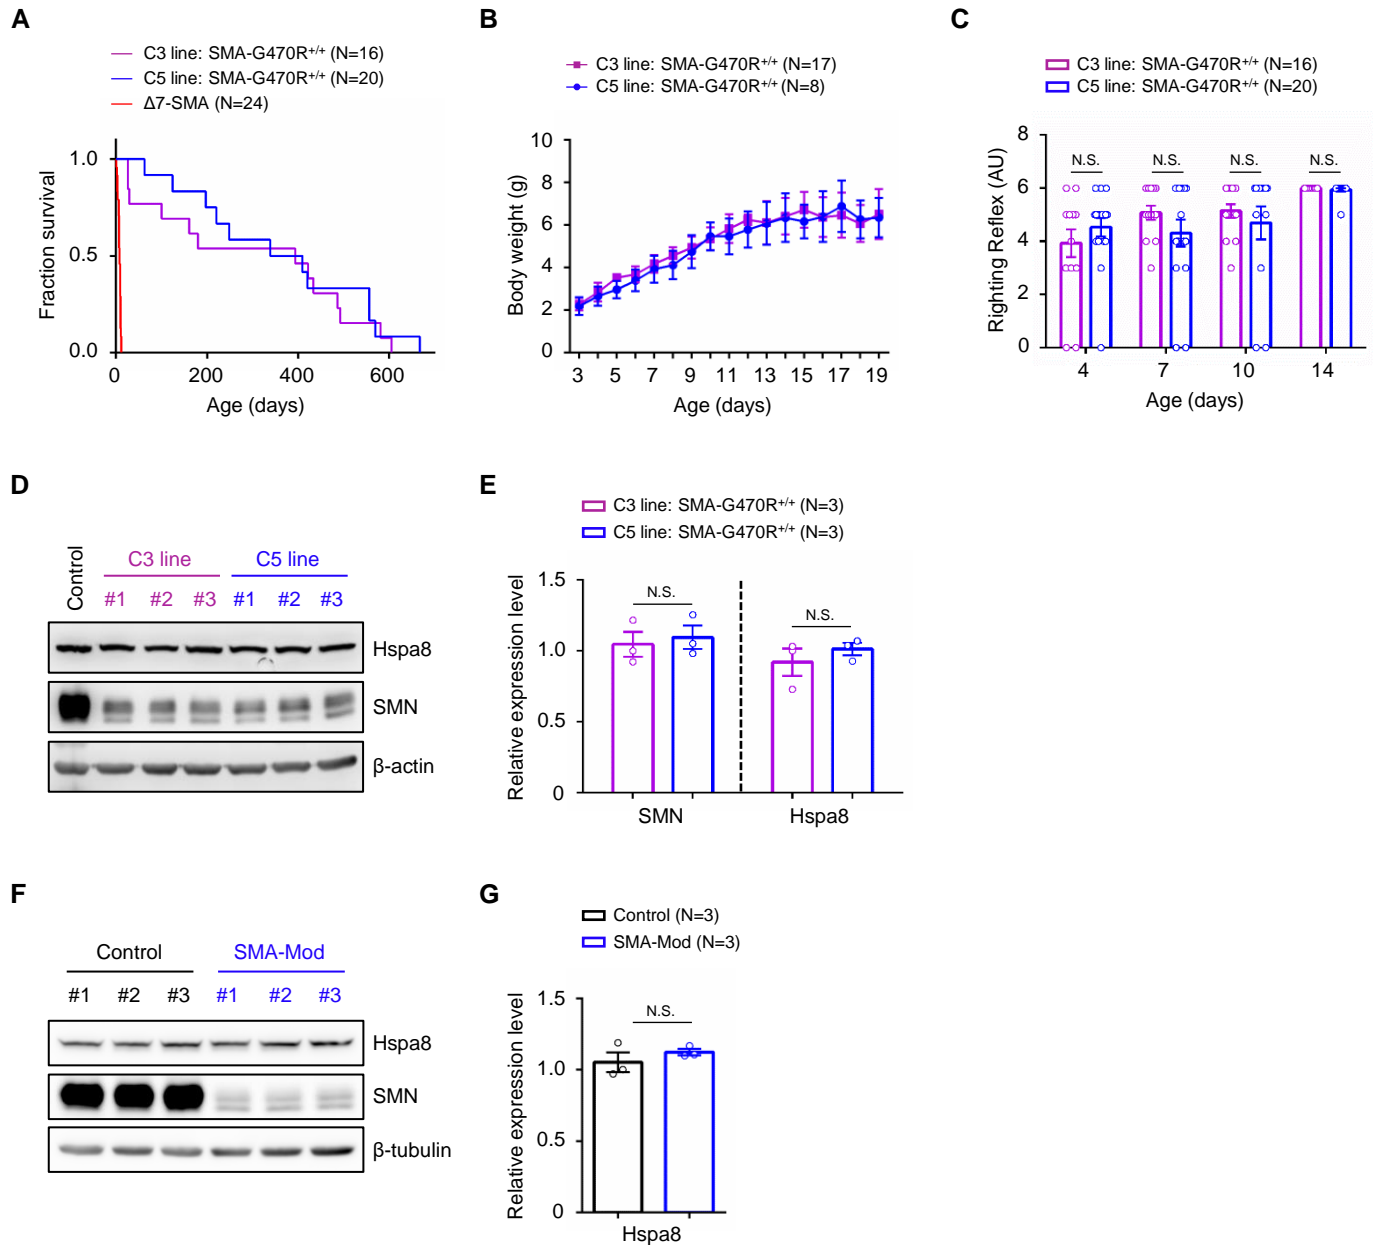 A
C3 line: SMA-G470R+/+ (N=16)
C5 line: SMA-G470R+/+ (N=20)
Δ7-SMA (N=24)
Fraction survival
1.0
0.5
0.0
0 200 400 600
Age (days)
B
C3 line: SMA-G470R+/+ (N=17)
C5 line: SMA-G470R+/+ (N=8)
Body weight (g)
10
8
6
4
2
0
3 5 7 9 11 13 15 17 19
Age (days)
C
C3 line: SMA-G470R+/+ (N=16)
C5 line: SMA-G470R+/+ (N=20)
Righting Reflex (AU)
8
6
4
2
0
N.S. N.S. N.S. N.S.
4 7 10 14
Age (days)
D
Control
C3 line C5 line
#1 #2 #3 #1 #2 #3
Hspa8
SMN
β-actin
E
C3 line: SMA-G470R+/+ (N=3)
C5 line: SMA-G470R+/+ (N=3)
Relative expression level
1.5
1.0
0.5
0
N.S. N.S.
SMN Hspa8
F
Control SMA-Mod
#1 #2 #3 #1 #2 #3
Hspa8
SMN
β-tubulin
G
Control (N=3)
SMA-Mod (N=3)
Relative expression level
1.5
1.0
0.5
0
N.S.
Hspa8